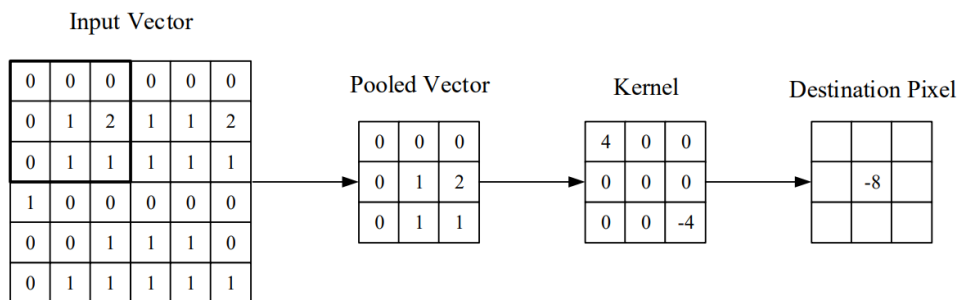 Input Vector
Pooled Vector
Kernel
Destination Pixel
0 0 0 0 0 0
0 1 2 1 1 2
0 1 1 1 1 1
1 0 0 0 0 0
0 0 1 1 1 0
0 1 1 1 1 1
0 0 0
0 1 2
0 1 1
4 0 0
0 0 0
0 0 -4
-8